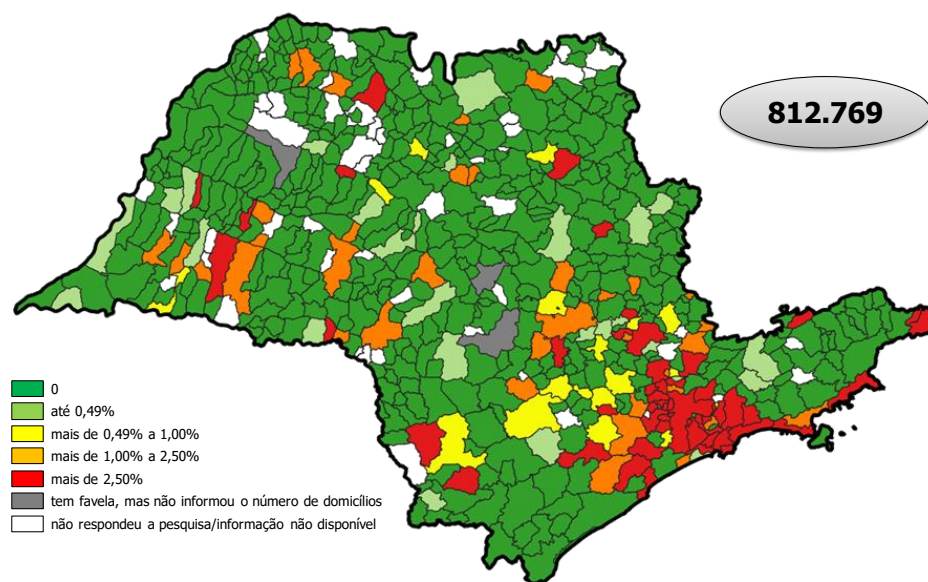 812.769
0
até 0,49%
mais de 0,49% a 1,00%
mais de 1,00% a 2,50%
mais de 2,50%
tem favela, mas não informou o número de domicílios
não respondeu a pesquisa/informação não disponível